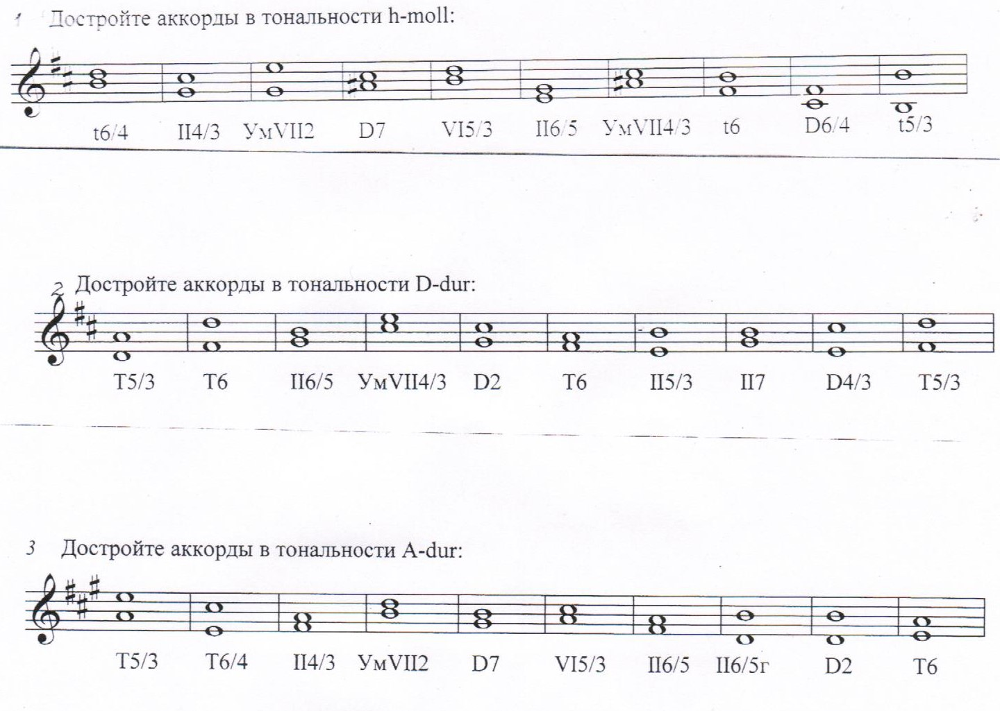 1 Достройте аккорды в тональности h-moll:
t6/4 II4/3 УмVII2 D7 VI5/3 II6/5 УмVII4/3 t6 D6/4 t5/3
2 Достройте аккорды в тональности D-dur:
T5/3 T6 II6/5 УмVII4/3 D2 T6 II5/3 II7 D4/3 T5/3
3 Достройте аккорды в тональности A-dur:
T5/3 T6/4 II4/3 УмVII2 D7 VI5/3 II6/5 II6/5г D2 T6